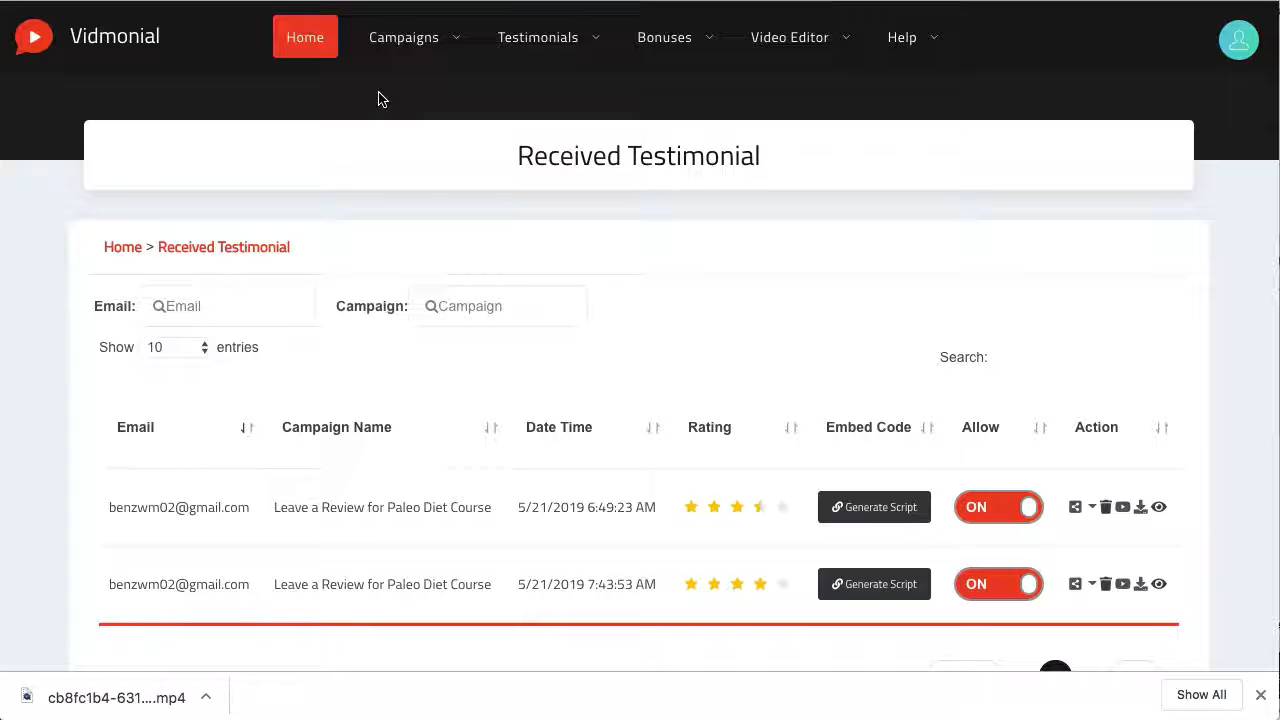 Vidmonial
Home Campaigns Testimonials Bonuses Video Editor Help
Received Testimonial
Home > Received Testimonial
Email: Email Campaign: Campaign
Show 10 entries
Search:
Email Campaign Name Date Time Rating Embed Code Allow Action
benzwm02@gmail.com Leave a Review for Paleo Diet Course 5/21/2019 6:49:23 AM Generate Script ON
benzwm02@gmail.com Leave a Review for Paleo Diet Course 5/21/2019 7:43:53 AM Generate Script ON
cb8fc1b4-631....mp4 Show All